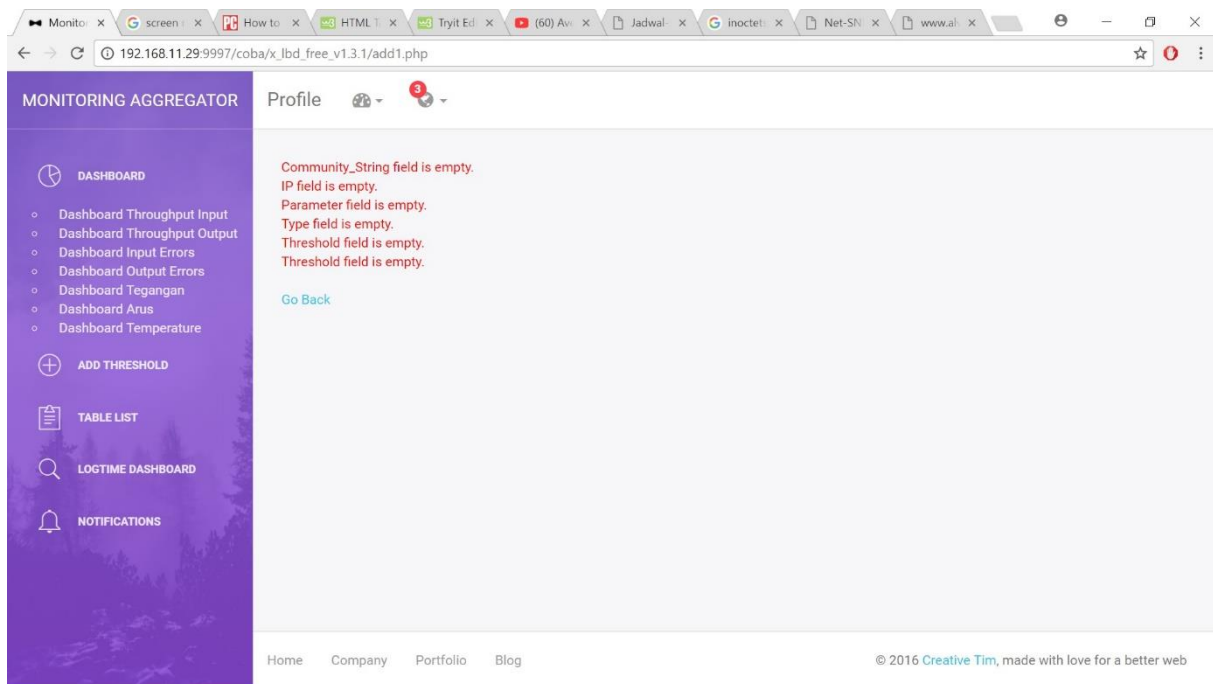 Monitor
screen
How to
HTML
Tryit Ed
(60) Av
Jadwal-
inoctets
Net-SN
www.al
192.168.11.29:9997/coba/x_lbd_free_v1.3.1/add1.php
MONITORING AGGREGATOR
Profile
3
DASHBOARD
Dashboard Throughput Input
Dashboard Throughput Output
Dashboard Input Errors
Dashboard Output Errors
Dashboard Tegangan
Dashboard Arus
Dashboard Temperature
ADD THRESHOLD
TABLE LIST
LOGTIME DASHBOARD
NOTIFICATIONS
Community_String field is empty.
IP field is empty.
Parameter field is empty.
Type field is empty.
Threshold field is empty.
Threshold field is empty.
Go Back
Home Company Portfolio Blog
© 2016 Creative Tim, made with love for a better web